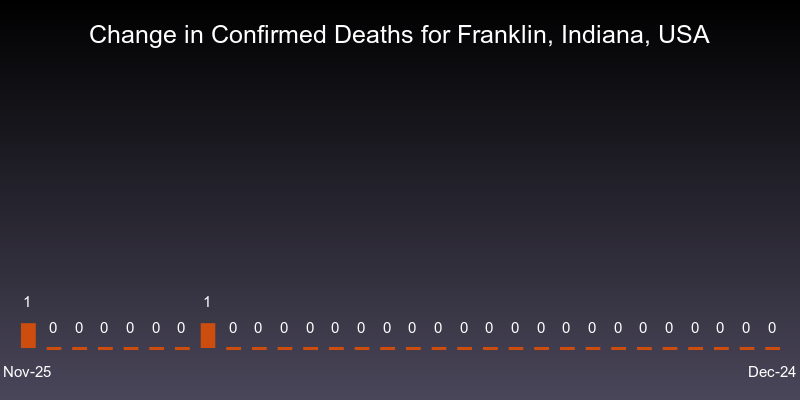 Change in Confirmed Deaths for Franklin, Indiana, USA
1 0 0 0 0 0 0 1 0 0 0 0 0 0 0 0 0 0 0 0 0 0 0 0 0 0 0 0 0 0
Nov-25 Dec-24